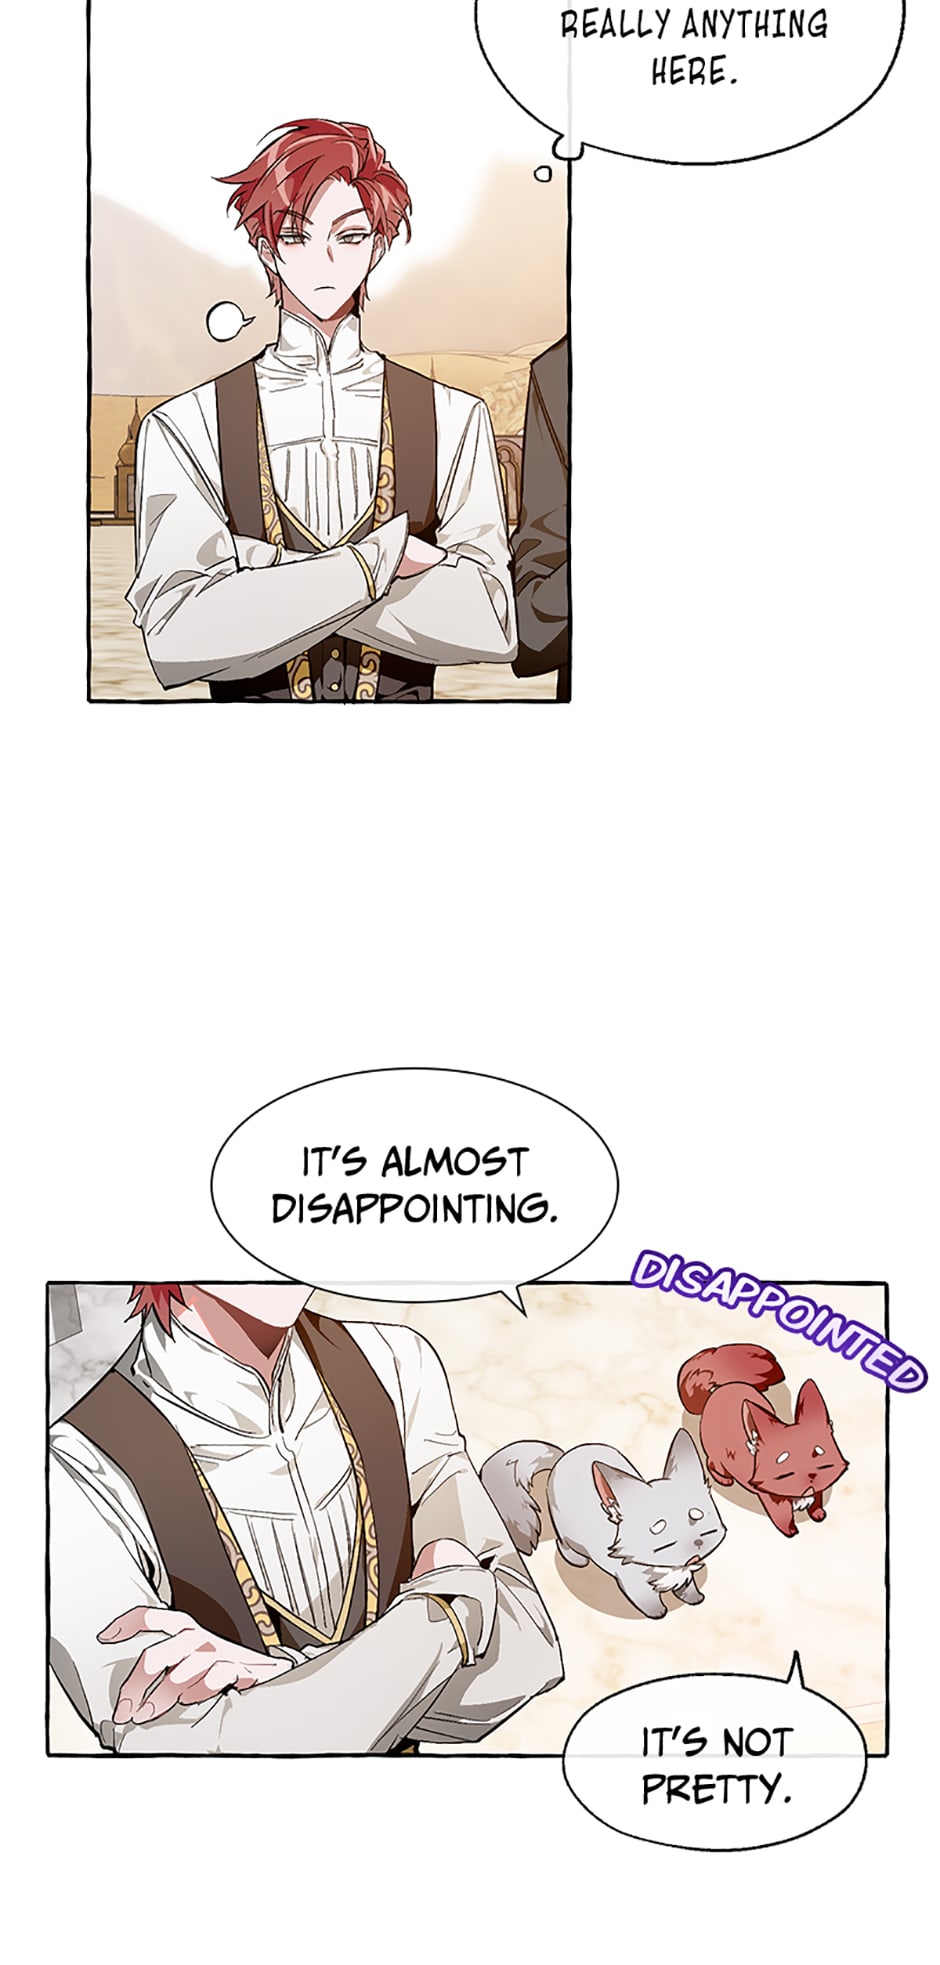 REALLY ANYTHING
HERE.
IT'S ALMOST
DISAPPOINTING.
DISAPPOINTED
IT'S NOT
PRETTY.